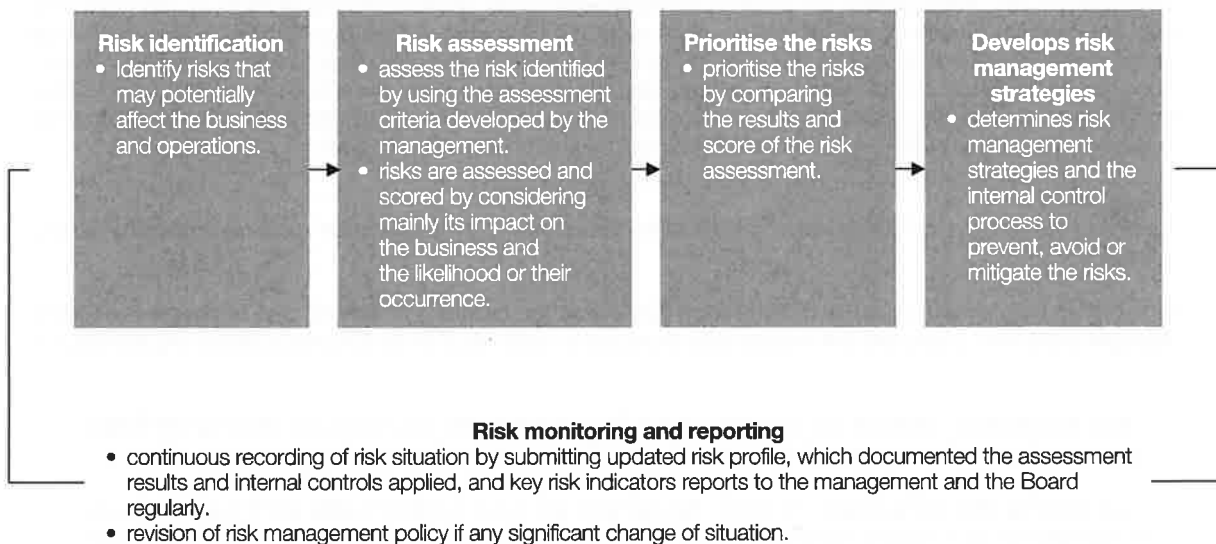 Risk identification
• Identify risks that
may potentially
affect the business
and operations.
Risk assessment
• assess the risk identified
by using the assessment
criteria developed by the
management.
• risks are assessed and
scored by considering
mainly its impact on
the business and
the likelihood or their
occurrence.
Prioritise the risks
• prioritise the risks
by comparing
the results and
score of the risk
assessment.
Develops risk
management
strategies
• determines risk
management
strategies and the
internal control
process to
prevent, avoid or
mitigate the risks.
Risk monitoring and reporting
• continuous recording of risk situation by submitting updated risk profile, which documented the assessment
results and internal controls applied, and key risk indicators reports to the management and the Board
regularly.
• revision of risk management policy if any significant change of situation.